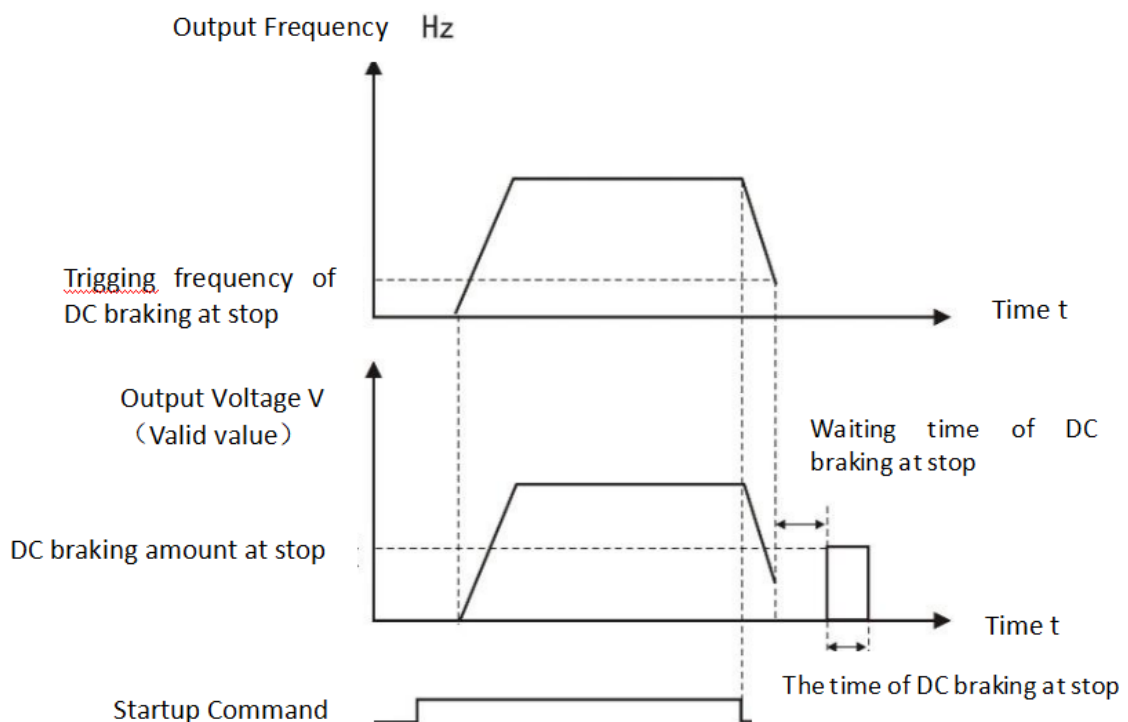 Output Frequency Hz
Trigging frequency of
DC braking at stop
Time t
Output Voltage V
（Valid value）
Waiting time of DC
braking at stop
DC braking amount at stop
Time t
The time of DC braking at stop
Startup Command